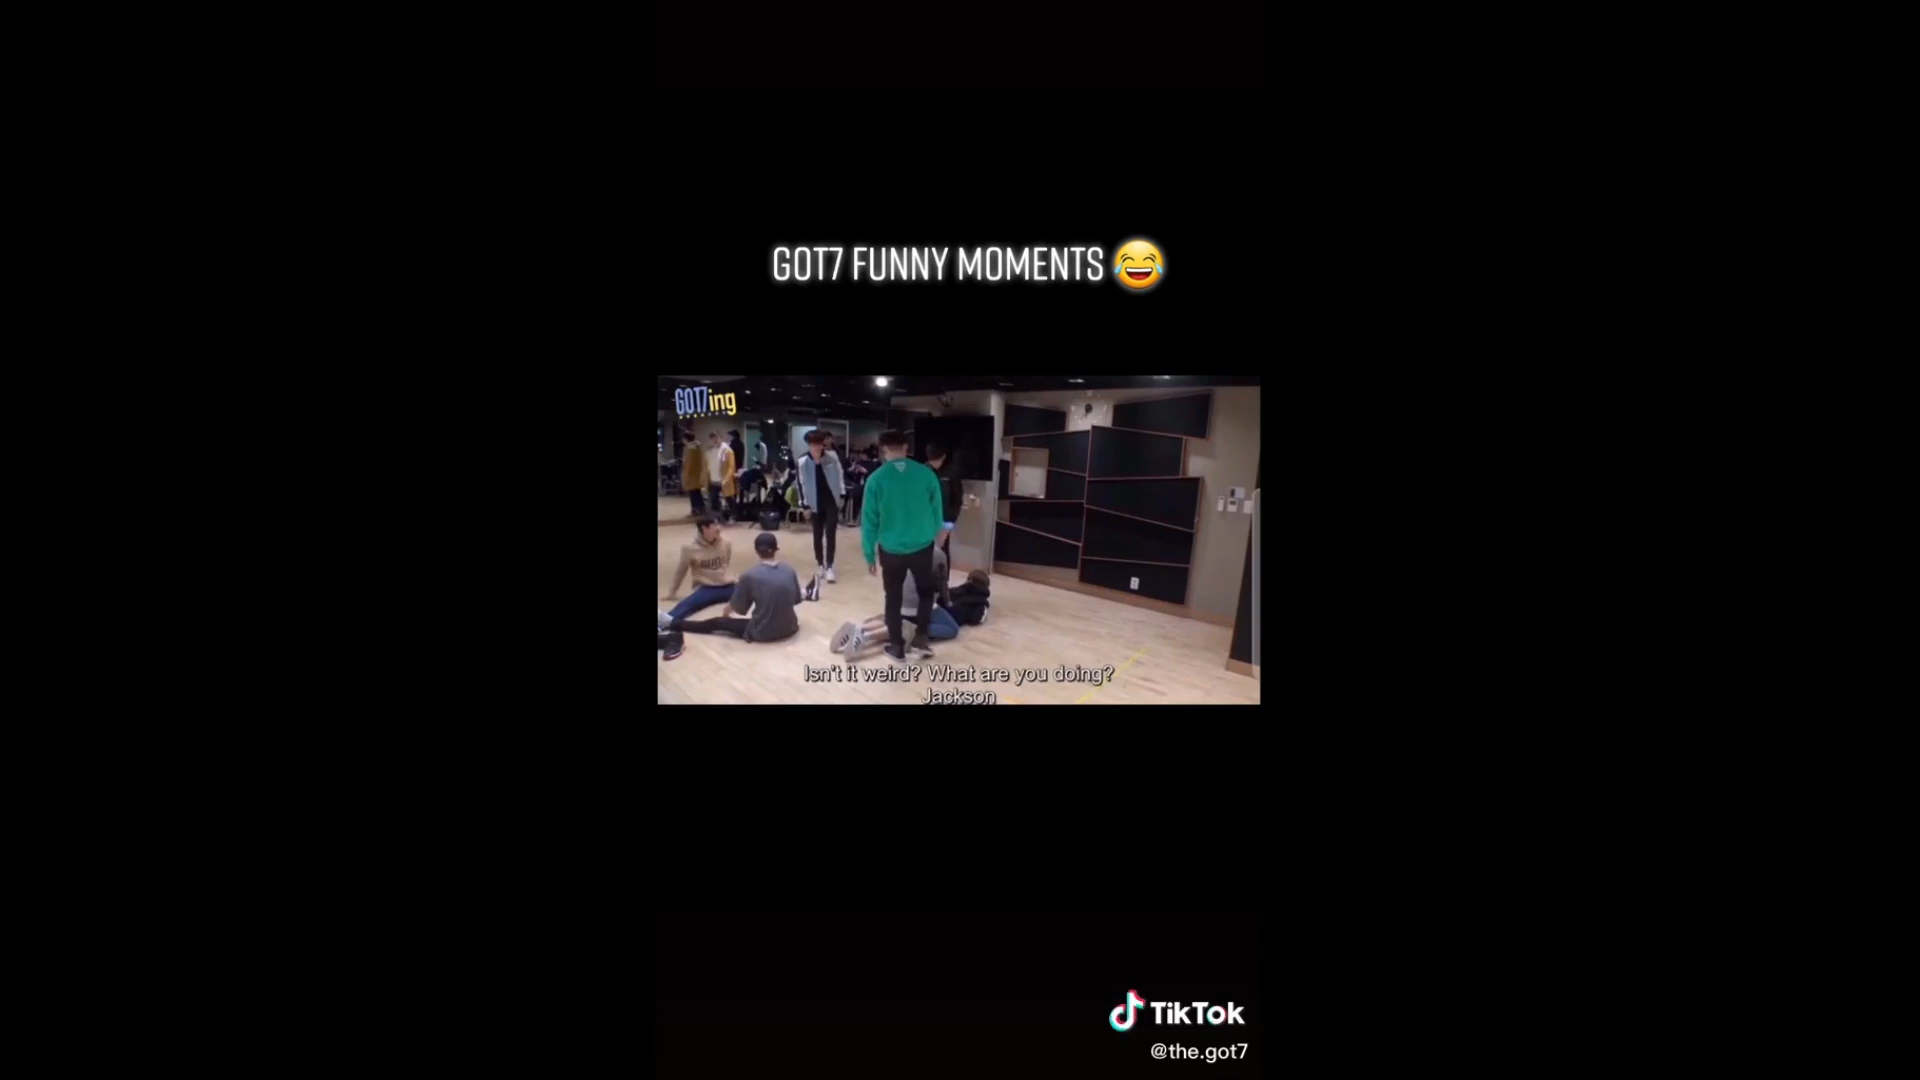 GOT7 FUNNY MOMENTS 😂
GOT7ing
Isn't it weird? What are you doing?
Jackson
TikTok
@the.got7